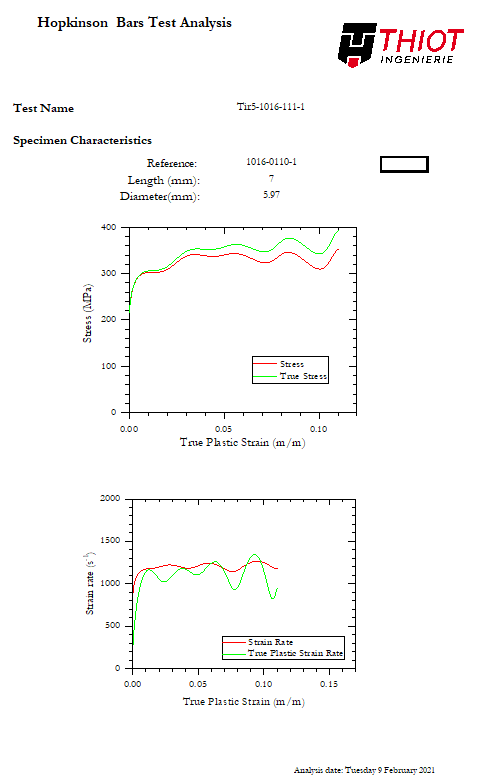 Hopkinson Bars Test Analysis
THIOT
INGENIERIE
Test Name Tir5-1016-111-1
Specimen Characteristics
Reference: 1016-0110-1
Length (mm): 7
Diameter(mm): 5.97
400
300
200
100
0
Stress (MPa)
Stress
True Stress
0.00 0.05 0.10
True Plastic Strain (m/m)
2000
1500
1000
500
0
Strain rate (s⁻¹)
Strain Rate
True Plastic Strain Rate
0.00 0.05 0.10 0.15
True Plastic Strain (m/m)
Analysis date: Tuesday 9 February 2021